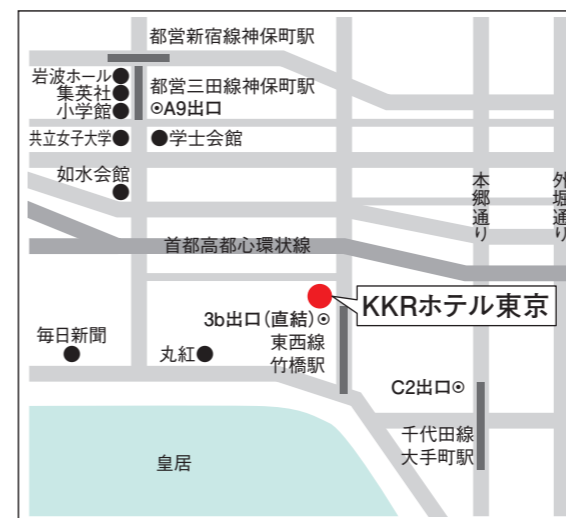 都営新宿線神保町駅
岩波ホール
集英社
小学館
都営三田線神保町駅
A9出口
共立女子大学
学士会館
如水会館
本郷通り
外堀通り
首都高都心環状線
KKRホテル東京
3b出口(直結)
東西線
竹橋駅
毎日新聞
丸紅
C2出口
千代田線
大手町駅
皇居